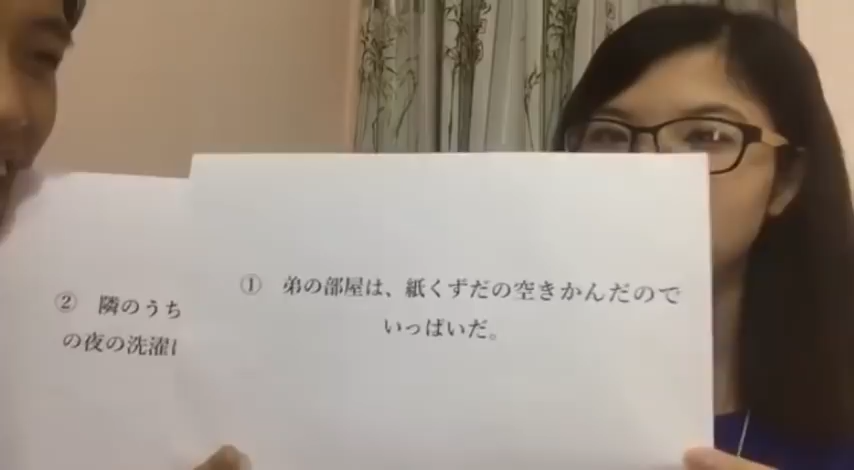 ① 弟の部屋は、紙くずだの空きかんだので
いっぱいだ。
② 隣のうち
の夜の洗濯